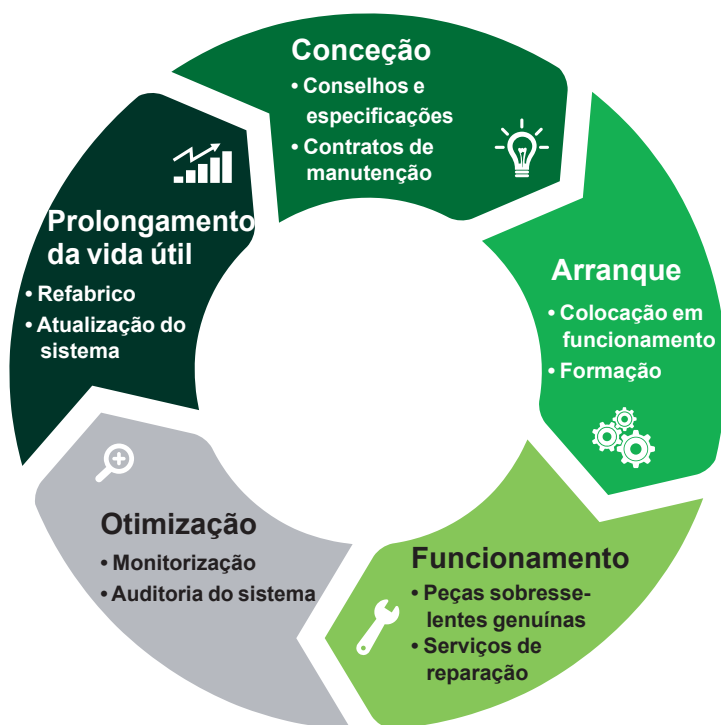 Conceção
• Conselhos e
especificações
• Contratos de
manutenção
Arranque
• Colocação em
funcionamento
• Formação
Funcionamento
• Peças sobresse-
lentes genuínas
• Serviços de
reparação
Otimização
• Monitorização
• Auditoria do sistema
Prolongamento
da vida útil
• Refabrico
• Atualização do
sistema